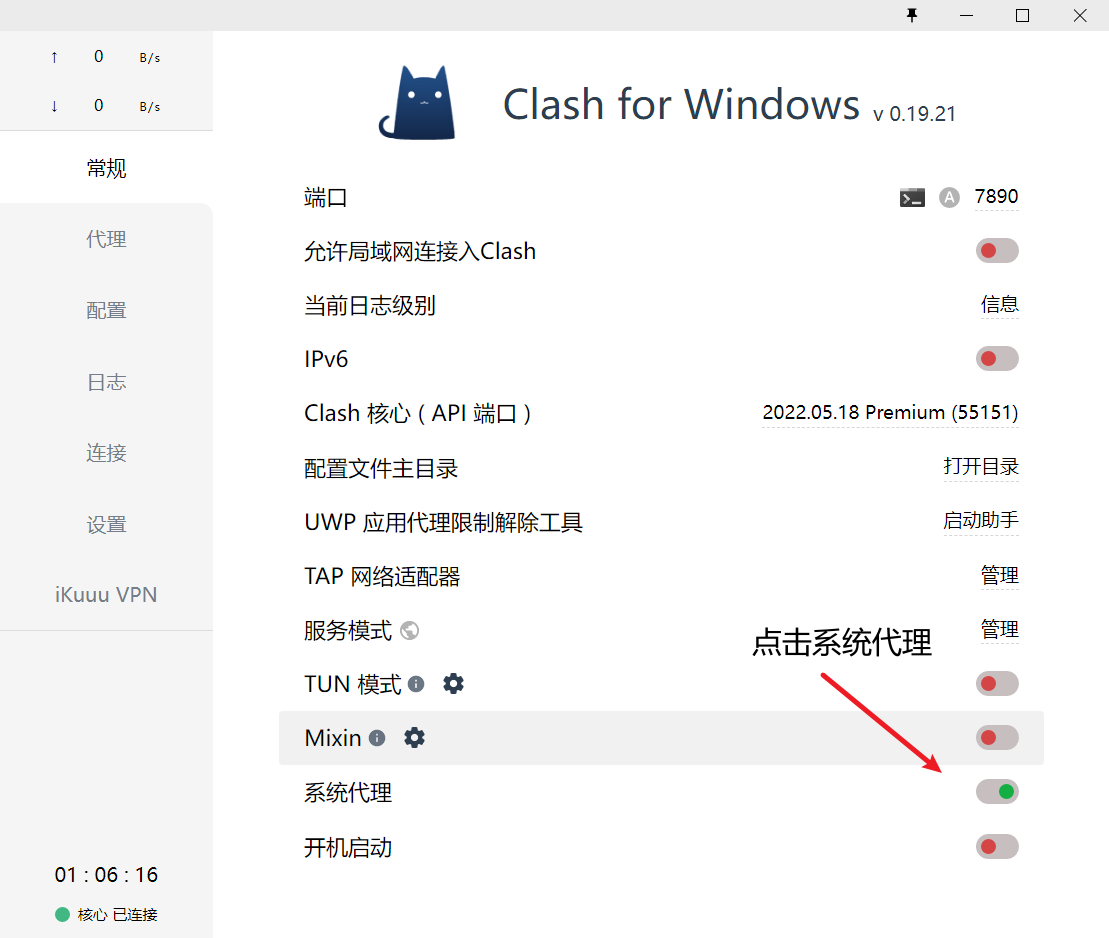 ↑ 0 B/s
↓ 0 B/s
常规
代理
配置
日志
连接
设置
iKuuu VPN
01 : 06 : 16
核心 已连接
Clash for Windows v 0.19.21
端口 A 7890
允许局域网连接入Clash
当前日志级别 信息
IPv6
Clash 核心 ( API 端口 ) 2022.05.18 Premium (55151)
配置文件主目录 打开目录
UWP 应用代理限制解除工具 启动助手
TAP 网络适配器 管理
服务模式 管理
点击系统代理
TUN 模式
Mixin
系统代理
开机启动